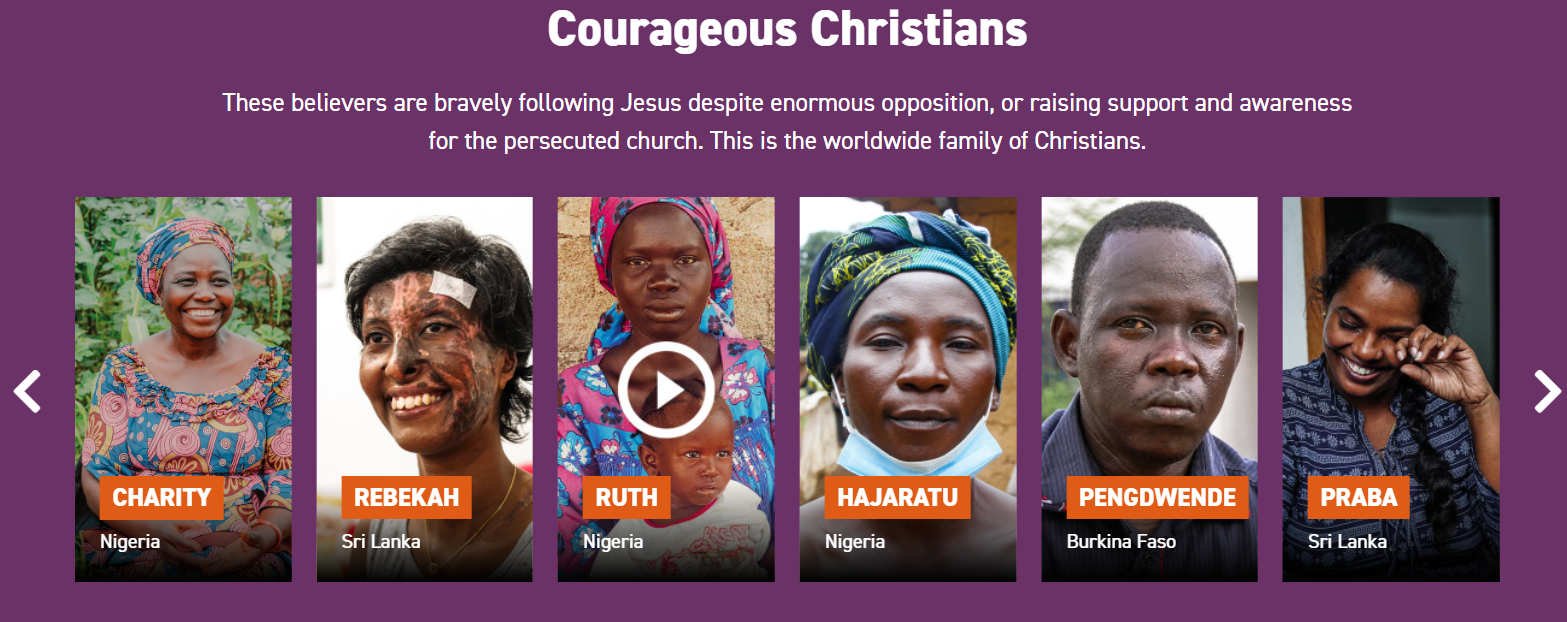 Courageous Christians
These believers are bravely following Jesus despite enormous opposition, or raising support and awareness
for the persecuted church. This is the worldwide family of Christians.
CHARITY
Nigeria
REBEKAH
Sri Lanka
RUTH
Nigeria
HAJARATU
Nigeria
PENGDWENDE
Burkina Faso
PRABA
Sri Lanka